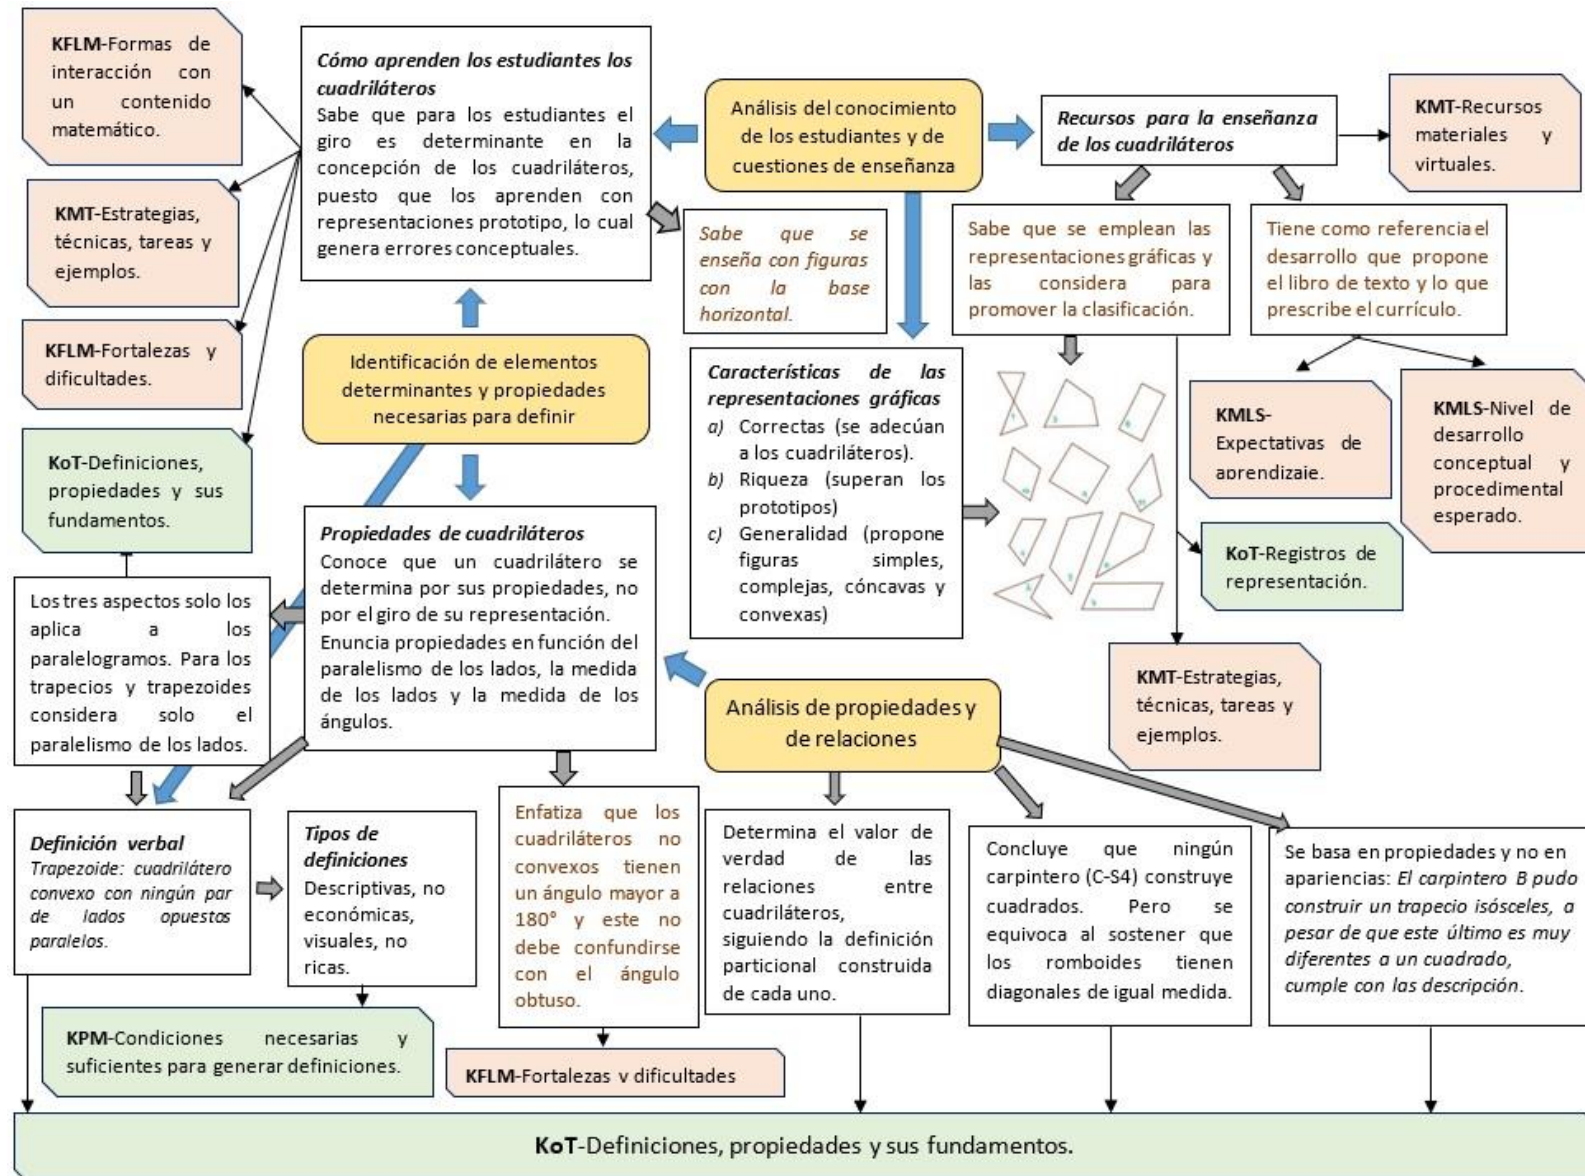 KFLM-Formas de
interacción con
un contenido
matemático.
Cómo aprenden los estudiantes los
cuadriláteros
Sabe que para los estudiantes el
giro es determinante en la
concepción de los cuadriláteros,
puesto que los aprenden con
representaciones prototipo, lo cual
genera errores conceptuales.
Análisis del conocimiento
de los estudiantes y de
cuestiones de enseñanza
Recursos para la enseñanza
de los cuadriláteros
KMT-Recursos
materiales y
virtuales.
KMT-Estrategias,
técnicas, tareas y
ejemplos.
Sabe que se
enseña con figuras
con la base
horizontal.
Sabe que se emplean las
representaciones gráficas y
las considera para
promover la clasificación.
Tiene como referencia el
desarrollo que propone
el libro de texto y lo que
prescribe el currículo.
KFLM-Fortalezas y
dificultades.
Identificación de elementos
determinantes y propiedades
necesarias para definir
Características de las
representaciones gráficas
a) Correctas (se adecúan
a los cuadriláteros).
b) Riqueza (superan los
prototipos)
c) Generalidad (propone
figuras simples,
complejas, cóncavas y
convexas)
KMLS-
Expectativas de
aprendizaje.
KMLS-Nivel de
desarrollo
conceptual y
procedimental
esperado.
KoT-Definiciones,
propiedades y sus
fundamentos.
Propiedades de cuadriláteros
Conoce que un cuadrilátero se
determina por sus propiedades, no
por el giro de su representación.
Enuncia propiedades en función del
paralelismo de los lados, la medida
de los lados y la medida de los
ángulos.
KoT-Registros de
representación.
Los tres aspectos solo los
aplica a los
paralelogramos. Para los
trapecios y trapezoides
considera solo el
paralelismo de los lados.
KMT-Estrategias,
técnicas, tareas y
ejemplos.
Análisis de propiedades y
de relaciones
Definición verbal
Trapezoide: cuadrilátero
convexo con ningún par
de lados opuestos
paralelos.
Tipos de
definiciones
Descriptivas, no
económicas,
visuales, no
ricas.
Enfatiza que los
cuadriláteros no
convexos tienen
un ángulo mayor a
180° y este no
debe confundirse
con el ángulo
obtuso.
Determina el valor de
verdad de las
relaciones entre
cuadriláteros,
siguiendo la definición
particional construida
de cada uno.
Concluye que ningún
carpintero (C-S4) construye
cuadrados. Pero se
equivoca al sostener que
los romboides tienen
diagonales de igual medida.
Se basa en propiedades y no en
apariencias: El carpintero B pudo
construir un trapecio isósceles, a
pesar de que este último es muy
diferentes a un cuadrado,
cumple con las descripción.
KPM-Condiciones necesarias y
suficientes para generar definiciones.
KFLM-Fortalezas y dificultades
KoT-Definiciones, propiedades y sus fundamentos.